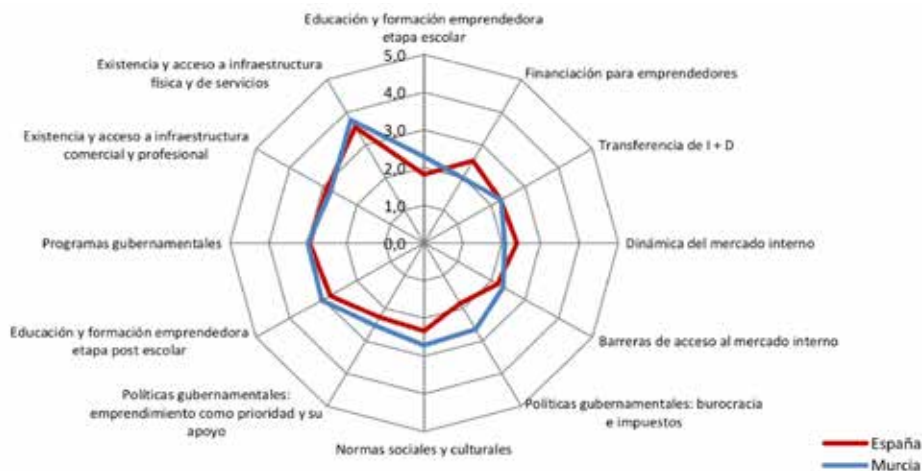 Educación y formación emprendedora
etapa escolar
Financiación para emprendedores
Transferencia de I + D
Dinámica del mercado interno
Barreras de acceso al mercado interno
Políticas gubernamentales: burocracia
e impuestos
Normas sociales y culturales
Políticas gubernamentales:
emprendimiento como prioridad y su
apoyo
Educación y formación emprendedora
etapa post escolar
Programas gubernamentales
Existencia y acceso a infraestructura
comercial y profesional
Existencia y acceso a infraestructura
física y de servicios
5,0
4,0
3,0
2,0
1,0
0,0
España
Murcia